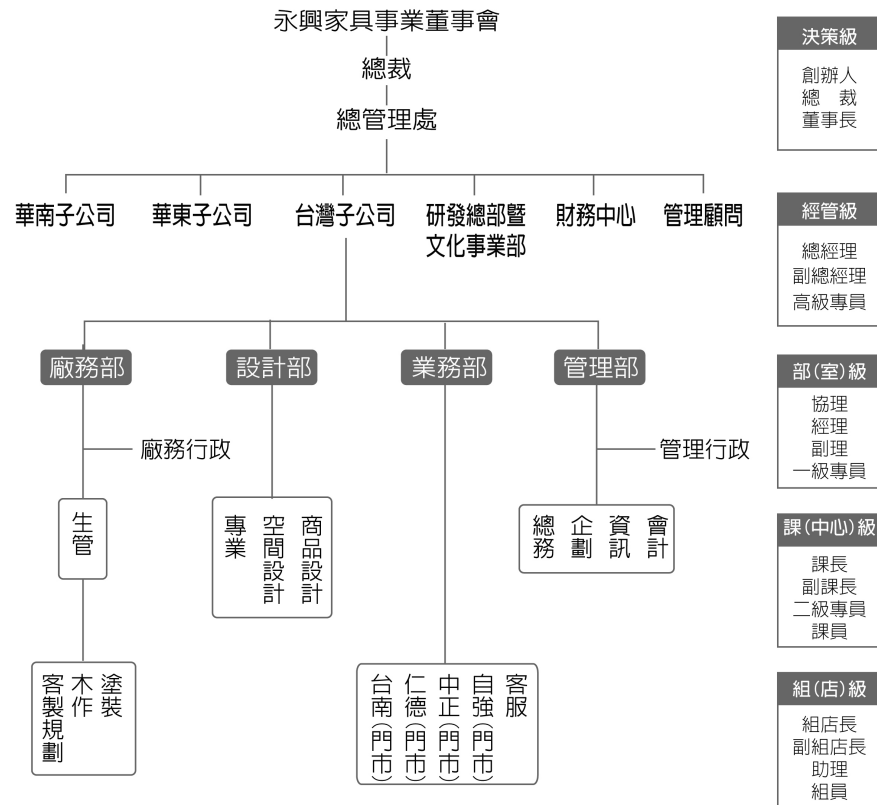 永興家具事業董事會
總裁
總管理處
華南子公司
華東子公司
台灣子公司
研發總部暨
文化事業部
財務中心
管理顧問
廠務部
設計部
業務部
管理部
廠務行政
管理行政
生管
專業
空間設計
商品設計
總務
企劃
資訊
會計
客製規劃
木作
塗裝
台南(門市)
仁德(門市)
中正(門市)
自強(門市)
客服
決策級
創辦人
總　裁
董事長
經管級
總經理
副總經理
高級專員
部(室)級
協理
經理
副理
一級專員
課(中心)級
課長
副課長
二級專員
課員
組(店)級
組店長
副組店長
助理
組員